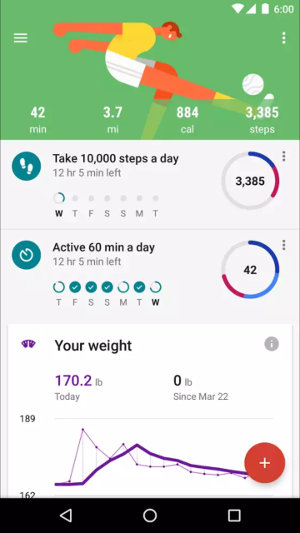 6:00
42 3.7 884 3,385
min mi cal steps
Take 10,000 steps a day
12 hr 5 min left
3,385
W T F S S M T
Active 60 min a day
12 hr 5 min left
42
T F S S M T W
Your weight
170.2 lb 0 lb
Today Since Mar 22
189
162